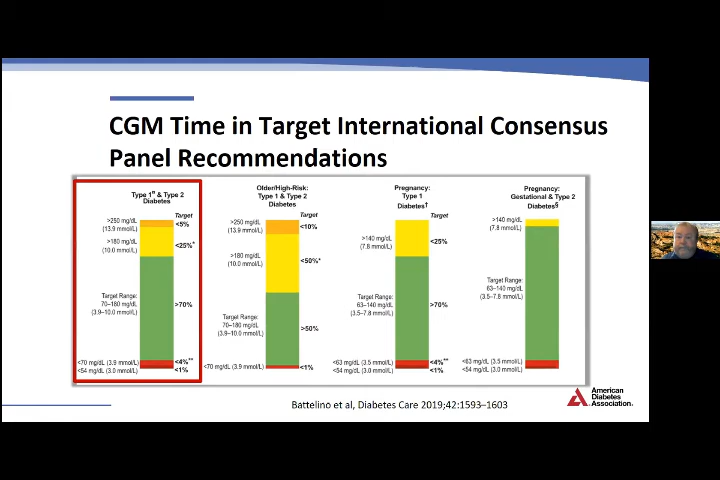 CGM Time in Target International Consensus
Panel Recommendations
Type 1# & Type 2
Diabetes
Target
>250 mg/dL
(13.9 mmol/L)
<5%
>180 mg/dL
(10.0 mmol/L)
<25%*
Target Range:
70–180 mg/dL
(3.9–10.0 mmol/L)
>70%
<70 mg/dL (3.9 mmol/L)
<4%**
<54 mg/dL (3.0 mmol/L)
<1%
Older/High-Risk:
Type 1 & Type 2
Diabetes
Target
>250 mg/dL
(13.9 mmol/L)
<10%
>180 mg/dL
(10.0 mmol/L)
<50%*
Target Range:
70–180 mg/dL
(3.9–10.0 mmol/L)
>50%
<70 mg/dL (3.9 mmol/L)
<1%
Pregnancy:
Type 1
Diabetes†
Target
>140 mg/dL
(7.8 mmol/L)
<25%
Target Range:
63–140 mg/dL
(3.5–7.8 mmol/L)
>70%
<63 mg/dL (3.5 mmol/L)
<4%**
<54 mg/dL (3.0 mmol/L)
<1%
Pregnancy:
Gestational & Type 2
Diabetes§
>140 mg/dL
(7.8 mmol/L)
Target Range:
63–140 mg/dL
(3.5–7.8 mmol/L)
<63 mg/dL (3.5 mmol/L)
<54 mg/dL (3.0 mmol/L)
Battelino et al, Diabetes Care 2019;42:1593–1603
American
Diabetes
Association.